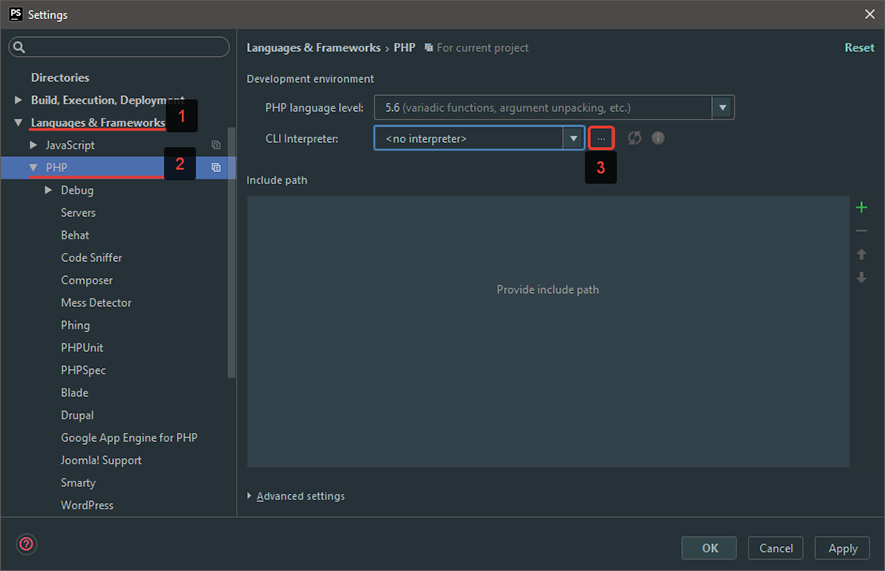 PS Settings
Languages & Frameworks › PHP For current project Reset
Directories
Build, Execution, Deployment
Languages & Frameworks 1
JavaScript
PHP 2
Debug
Servers
Behat
Code Sniffer
Composer
Mess Detector
Phing
PHPUnit
PHPSpec
Blade
Drupal
Google App Engine for PHP
Joomla! Support
Smarty
WordPress
Development environment
PHP language level: 5.6 (variadic functions, argument unpacking, etc.)
CLI Interpreter: <no interpreter> ...
3
Include path
Provide include path
Advanced settings
? OK Cancel Apply